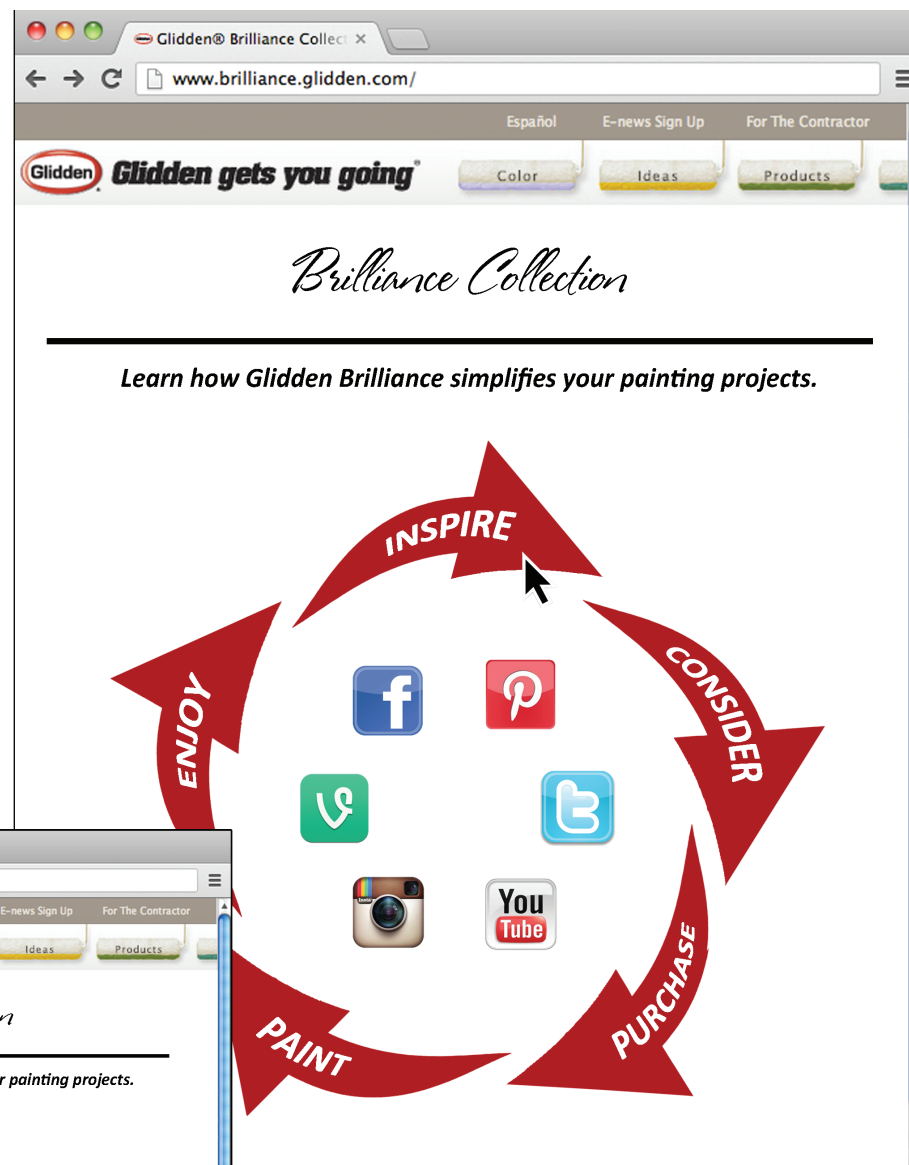 Glidden® Brilliance Collec
www.brilliance.glidden.com/
Español E-news Sign Up For The Contractor
Glidden Glidden gets you going®
Color Ideas Products
Brilliance Collection
Learn how Glidden Brilliance simplifies your painting projects.
INSPIRE
CONSIDER
PURCHASE
PAINT
ENJOY
You
Tube
E-news Sign Up For The Contractor
Ideas Products
painting projects.